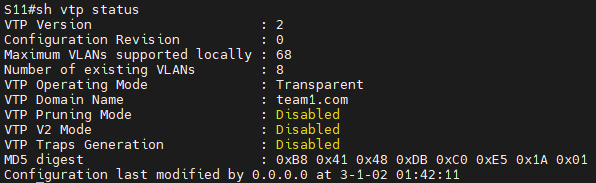 S11#sh vtp status
VTP Version                     : 2
Configuration Revision          : 0
Maximum VLANs supported locally : 68
Number of existing VLANs        : 8
VTP Operating Mode              : Transparent
VTP Domain Name                 : team1.com
VTP Pruning Mode                : Disabled
VTP V2 Mode                     : Disabled
VTP Traps Generation            : Disabled
MD5 digest                      : 0xB8 0x41 0x48 0xDB 0xC0 0xE5 0x1A 0x01
Configuration last modified by 0.0.0.0 at 3-1-02 01:42:11